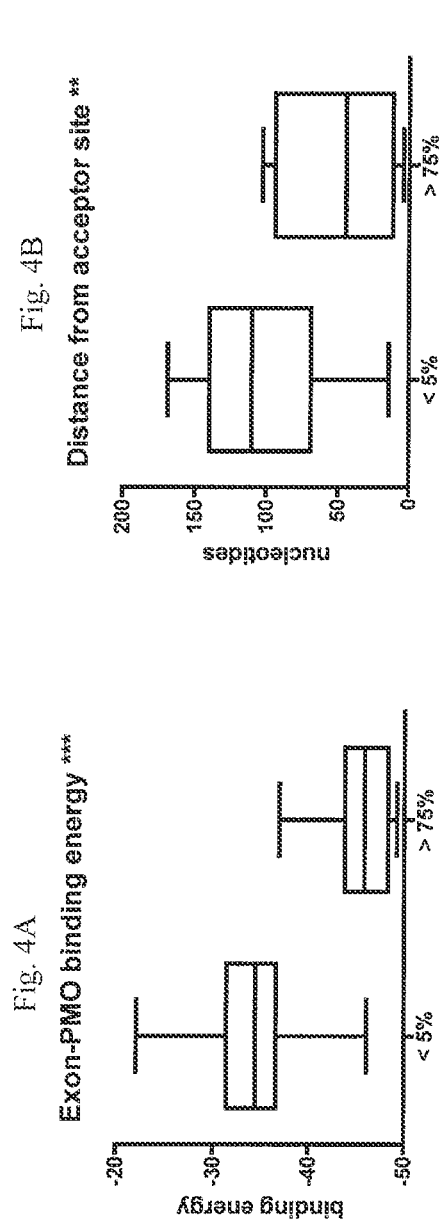 Fig. 4A
Exon-PMO binding energy ***
binding energy
-20
-30
-40
-50
< 5%
> 75%
Fig. 4B
Distance from acceptor site **
nucleotides
200
150
100
50
0
< 5%
> 75%